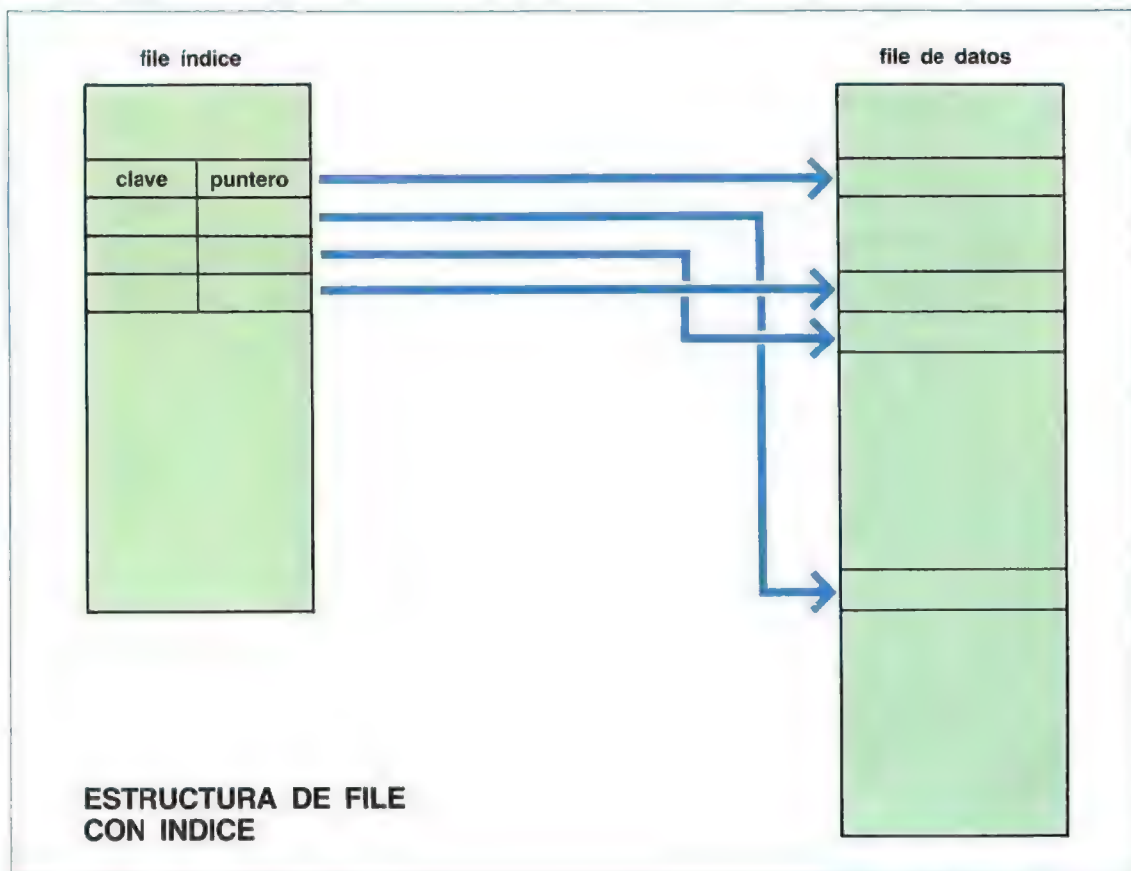 file índice
file de datos
clave puntero
ESTRUCTURA DE FILE
CON INDICE